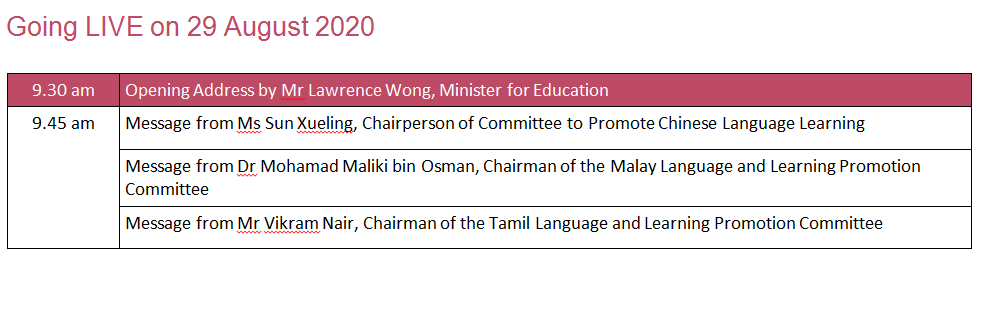 Going LIVE on 29 August 2020
9.30 am Opening Address by Mr Lawrence Wong, Minister for Education
9.45 am Message from Ms Sun Xueling, Chairperson of Committee to Promote Chinese Language Learning
Message from Dr Mohamad Maliki bin Osman, Chairman of the Malay Language and Learning Promotion
Committee
Message from Mr Vikram Nair, Chairman of the Tamil Language and Learning Promotion Committee